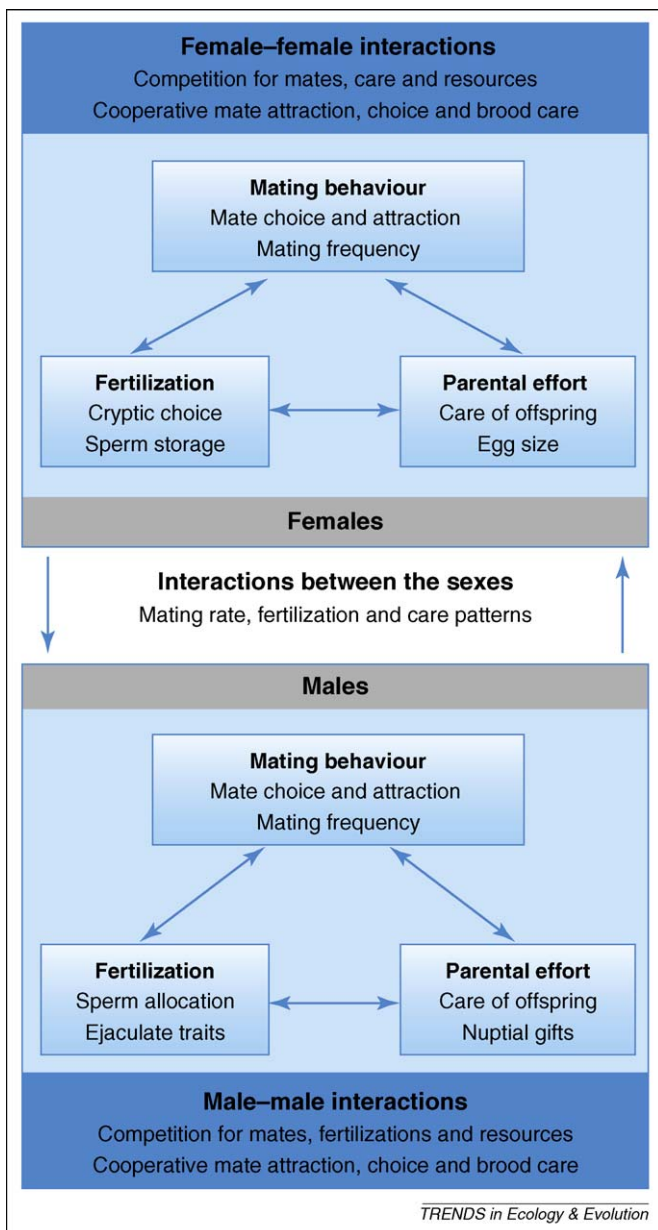 Female–female interactions
Competition for mates, care and resources
Cooperative mate attraction, choice and brood care
Mating behaviour
Mate choice and attraction
Mating frequency
Fertilization
Cryptic choice
Sperm storage
Parental effort
Care of offspring
Egg size
Females
Interactions between the sexes
Mating rate, fertilization and care patterns
Males
Mating behaviour
Mate choice and attraction
Mating frequency
Fertilization
Sperm allocation
Ejaculate traits
Parental effort
Care of offspring
Nuptial gifts
Male–male interactions
Competition for mates, fertilizations and resources
Cooperative mate attraction, choice and brood care
TRENDS in Ecology & Evolution